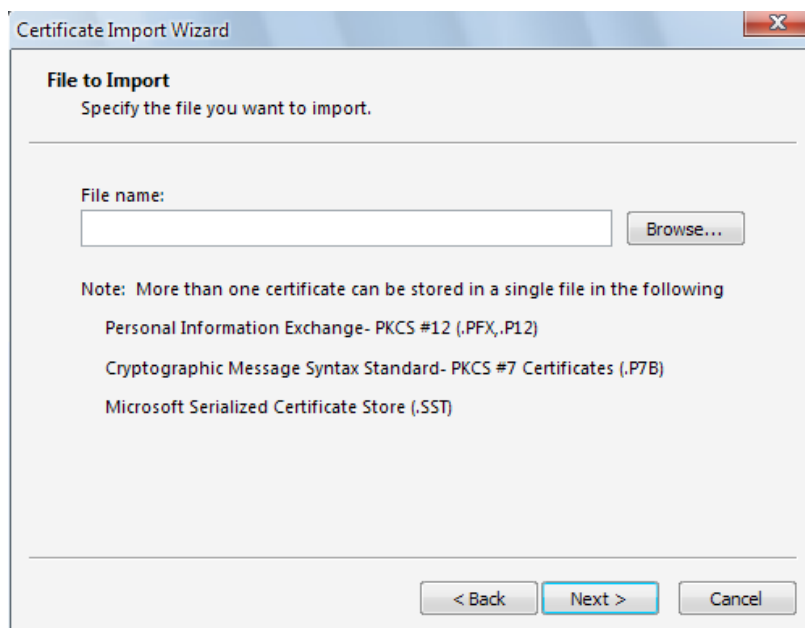 Certificate Import Wizard
File to Import
Specify the file you want to import.
File name:
Browse...
Note:  More than one certificate can be stored in a single file in the following
Personal Information Exchange- PKCS #12 (.PFX,.P12)
Cryptographic Message Syntax Standard- PKCS #7 Certificates (.P7B)
Microsoft Serialized Certificate Store (.SST)
< Back Next > Cancel